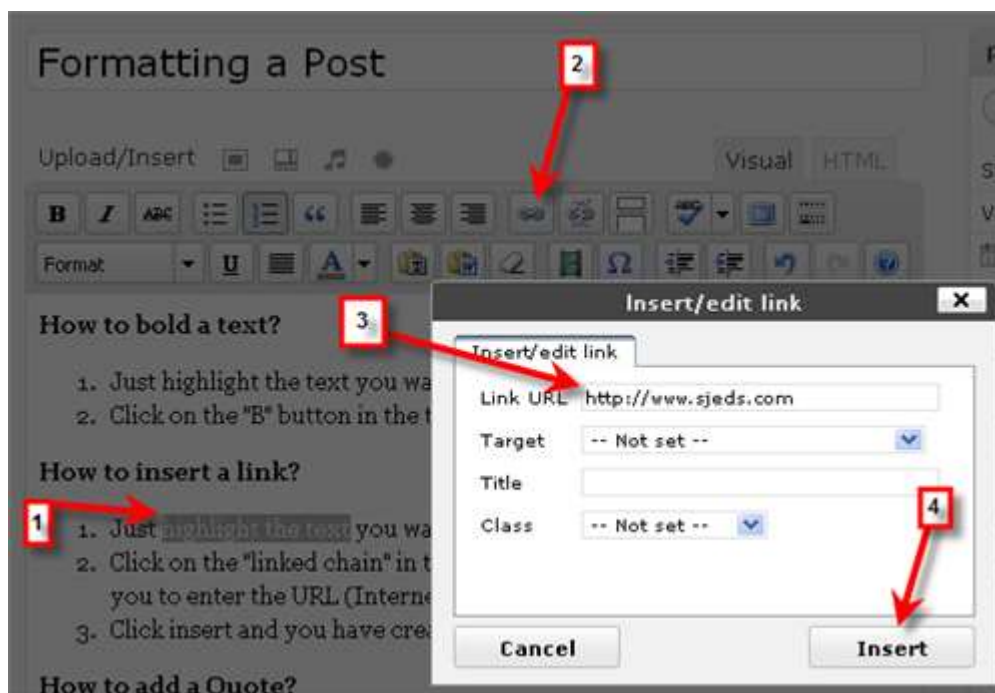 Formatting a Post
2
Upload/Insert
Visual HTML
B I ABC
ABC
Format U A T W Ω
3
Insert/edit link X
Insert/edit link
Link URL http://www.sjeds.com
Target -- Not set --
Title
Class -- Not set --
4
Cancel Insert
How to bold a text?
1. Just highlight the text you wa
2. Click on the "B" button in the t
How to insert a link?
1
1. Just highlight the text you wa
2. Click on the "linked chain" in t
you to enter the URL (Interne
3. Click insert and you have crea
How to add a Quote?